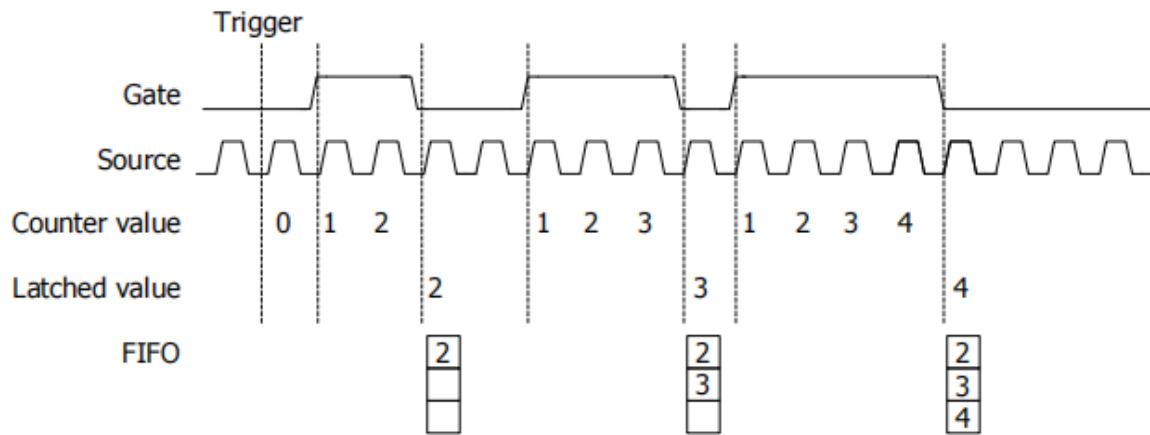 Trigger
Gate
Source
Counter value 0 1 2 1 2 3 1 2 3 4
Latched value 2 3 4
FIFO 2 2 2
3 3
4